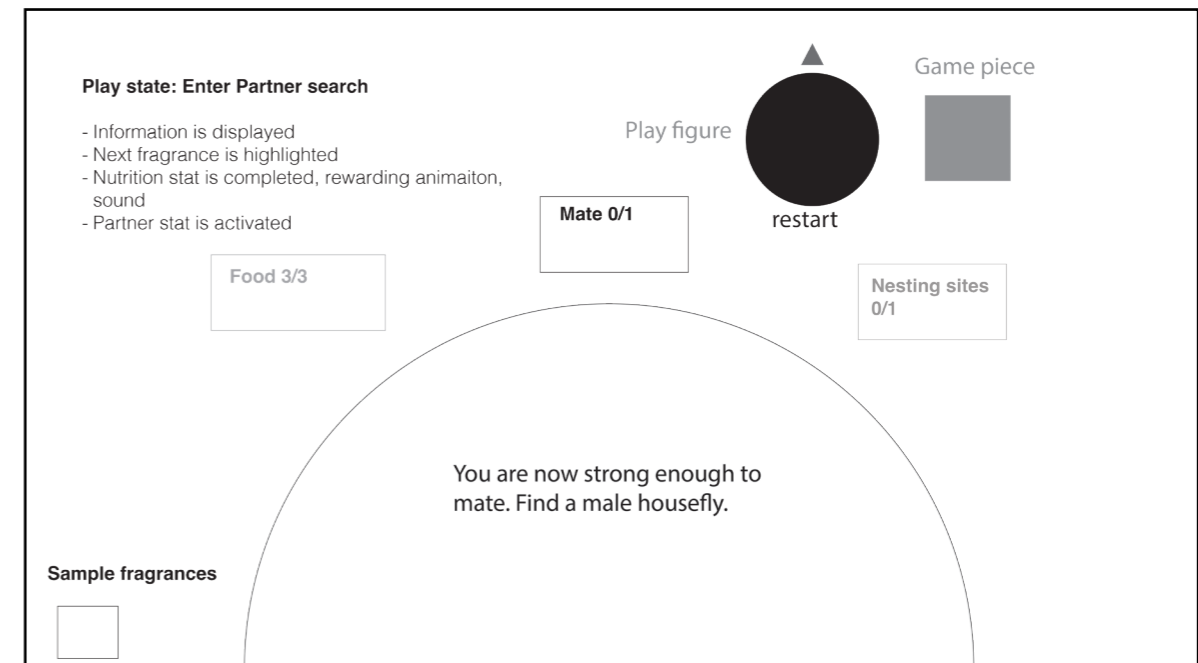 Play state: Enter Partner search
- Information is displayed
- Next fragrance is highlighted
- Nutrition stat is completed, rewarding animaiton,
sound
- Partner stat is activated
Game piece
Play figure
restart
Mate 0/1
Food 3/3
Nesting sites
0/1
You are now strong enough to
mate. Find a male housefly.
Sample fragrances